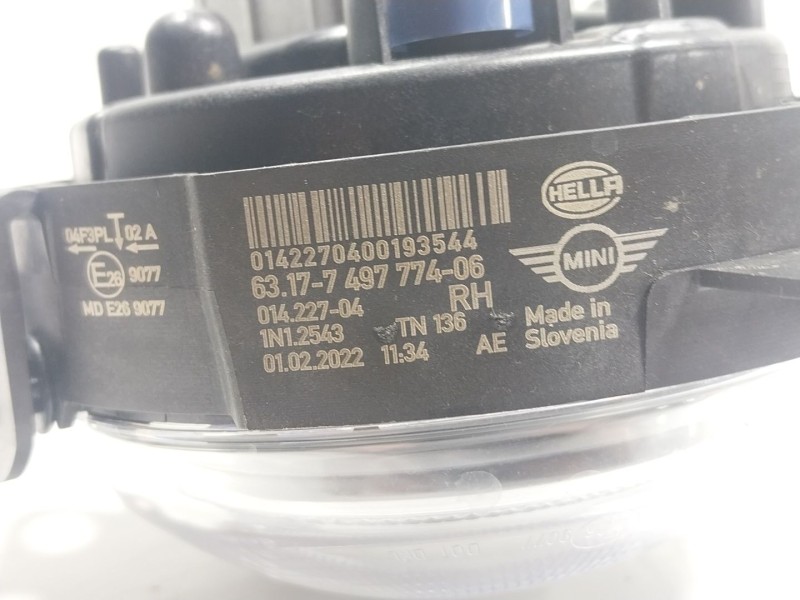 04F3PL T 02 A
E26 9077
MD E26 9077
0142270400193544
63.17-7 497 774-06
014.227-04 RH
1N1.2543 TN 136
01.02.2022 11:34 AE
HELLA
MINI
Made in
Slovenia